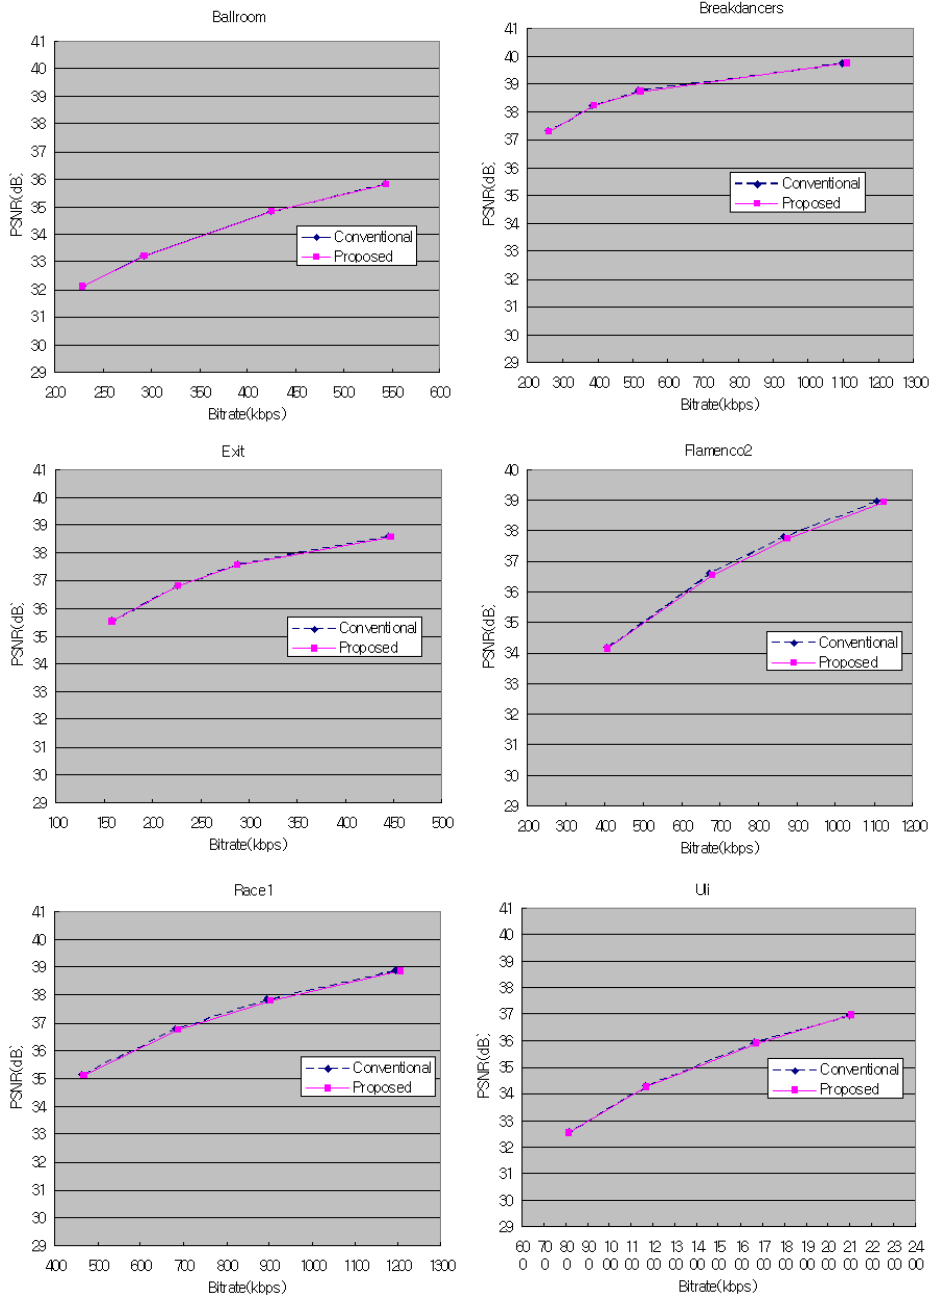 Ballroom
41
40
39
38
37
36
35
34
33
32
31
30
29
PSNR(dB)
200 250 300 350 400 450 500 550 600
Bitrate(kbps)
Conventional
Proposed
Breakdancers
41
40
39
38
37
36
35
34
33
32
31
30
29
PSNR(dB)
200 300 400 500 600 700 800 900 1000 1100 1200 1300
Bitrate(kbps)
Conventional
Proposed
Exit
41
40
39
38
37
36
35
34
33
32
31
30
29
PSNR(dB)
100 150 200 250 300 350 400 450 500
Bitrate(kbps)
Conventional
Proposed
Flamenco2
40
39
38
37
36
35
34
33
32
31
30
29
PSNR(dB)
200 300 400 500 600 700 800 900 1000 1100 1200
Bitrate(kbps)
Conventional
Proposed
Race1
41
40
39
38
37
36
35
34
33
32
31
30
29
PSNR(dB)
400 500 600 700 800 900 1000 1100 1200 1300
Bitrate(kbps)
Conventional
Proposed
Uli
41
40
39
38
37
36
35
34
33
32
31
30
29
PSNR(dB)
60 70 80 90 10 11 12 13 14 15 16 17 18 19 20 21 22 23 24
0 0 0 0 00 00 00 00 00 00 00 00 00 00 00 00 00 00 00
Bitrate(kbps)
Conventional
Proposed